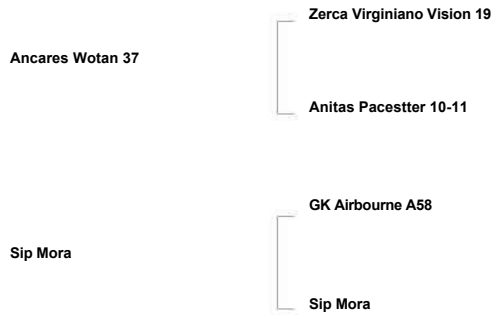 Zerca Virginiano Vision 19
Ancares Wotan 37
Anitas Pacestter 10-11
GK Airbourne A58
Sip Mora
Sip Mora